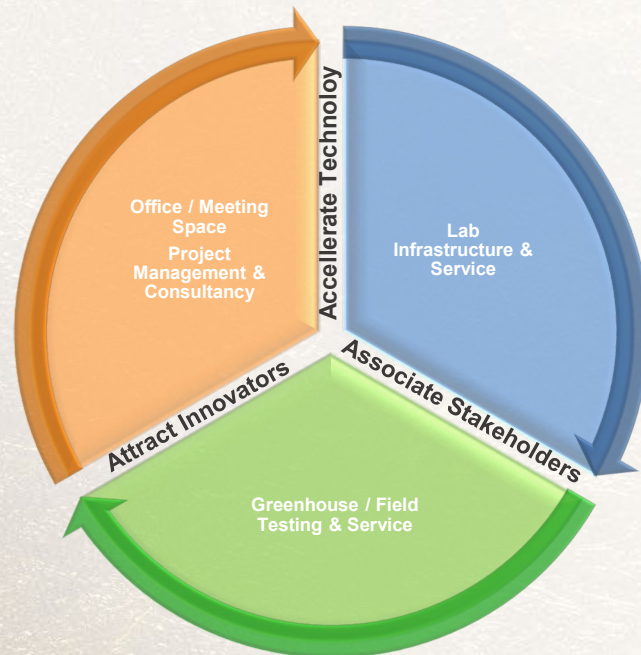 Office / Meeting
Space
Project
Management &
Consultancy
Accellerate Technoloy
Lab
Infrastructure &
Service
Attract Innovators
Associate Stakeholders
Greenhouse / Field
Testing & Service